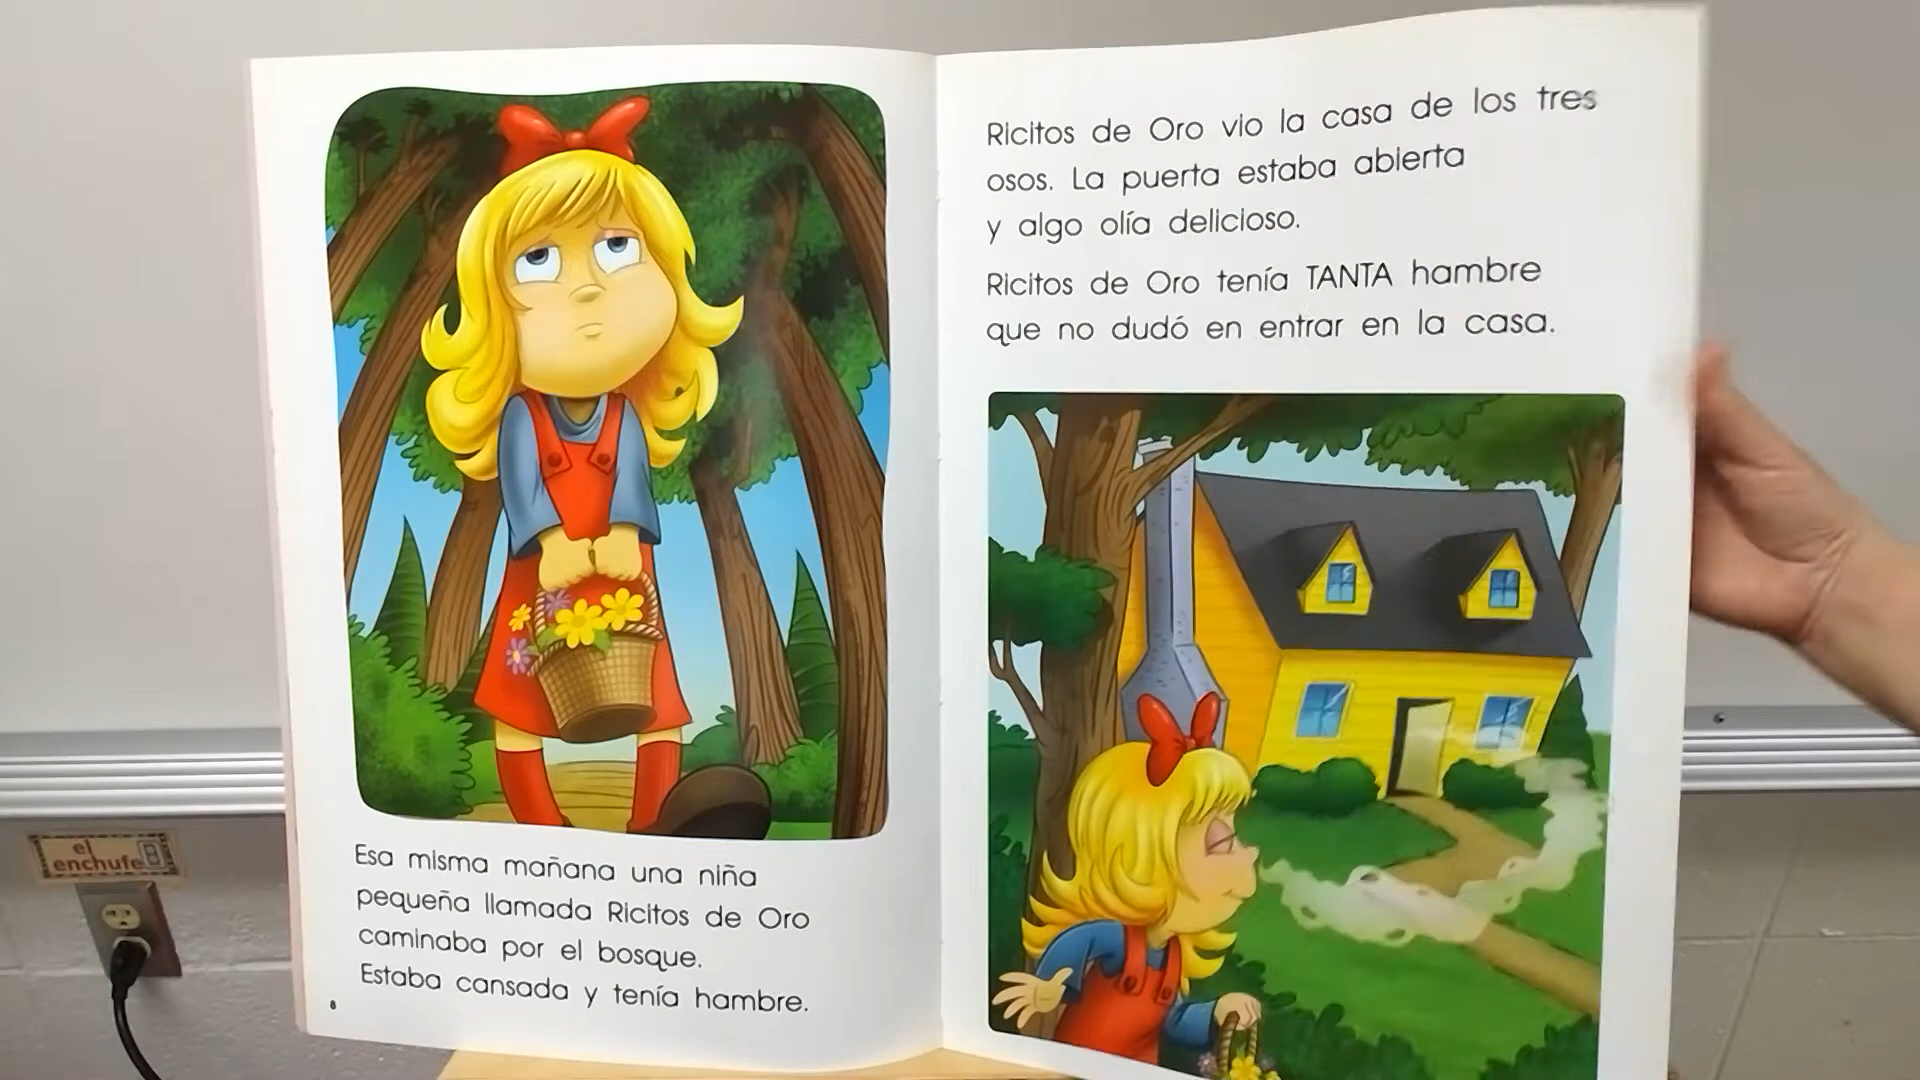 Esa misma mañana una niña
pequeña llamada Ricitos de Oro
caminaba por el bosque.
Estaba cansada y tenía hambre.
Ricitos de Oro vio la casa de los tres
osos. La puerta estaba abierta
y algo olía delicioso.
Ricitos de Oro tenía TANTA hambre
que no dudó en entrar en la casa.
el
enchufe